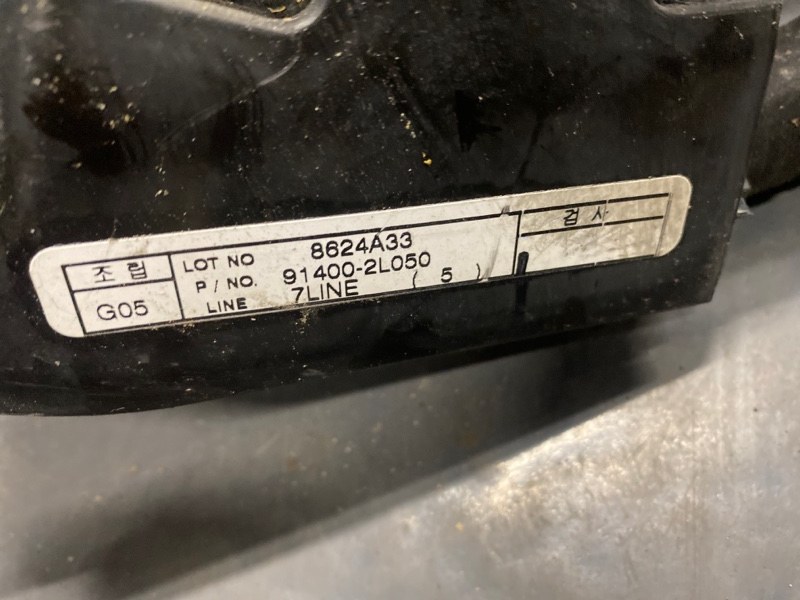 조립
G05
LOT NO 8624A33
P / NO. 91400-2L050
LINE 7LINE ( 5 )
검사